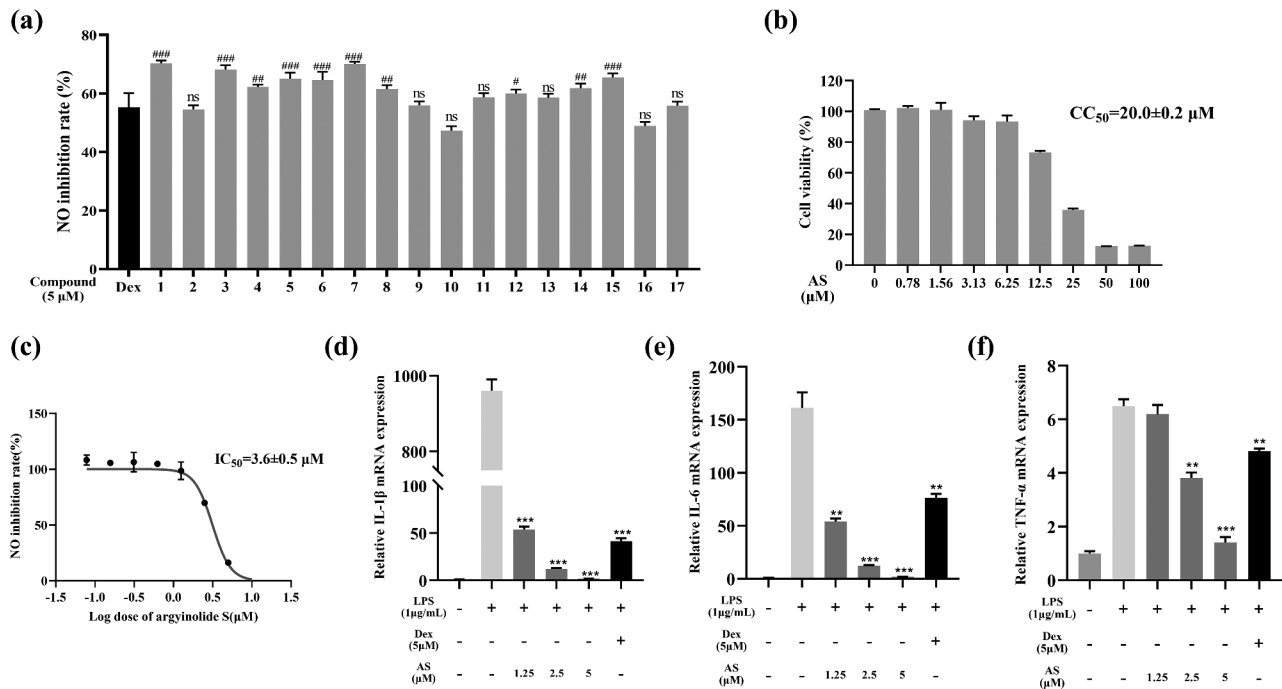 (a)
NO inhibition rate (%)
80
60
40
20
0
### ns ### ## ### ### ### ## ns ns ns # ns ## ### ns ns
Compound
(5 μM)
Dex 1 2 3 4 5 6 7 8 9 10 11 12 13 14 15 16 17
(b)
Cell viability (%)
120
100
80
60
40
20
0
CC50=20.0±0.2 μM
AS
(μM)
0 0.78 1.56 3.13 6.25 12.5 25 50 100
(c)
NO inhibition rate(%)
150
100
50
0
IC50=3.6±0.5 μM
-1.5 -1.0 -0.5 0.0 0.5 1.0 1.5
Log dose of argyinolide S(μM)
(d)
Relative IL-1β mRNA expression
1000
800
100
50
0
*** *** *** ***
LPS
(1μg/mL)
- + + + + +
Dex
(5μM)
- - - - - +
AS
(μM)
- - 1.25 2.5 5 -
(e)
Relative IL-6 mRNA expression
200
150
100
50
0
** *** *** **
LPS
(1μg/mL)
- + + + + +
Dex
(5μM)
- - - - - +
AS
(μM)
- - 1.25 2.5 5 -
(f)
Relative TNF-α mRNA expression
8
6
4
2
0
** *** **
LPS
(1μg/mL)
- + + + + +
Dex
(5μM)
- - - - - +
AS
(μM)
- - 1.25 2.5 5 -